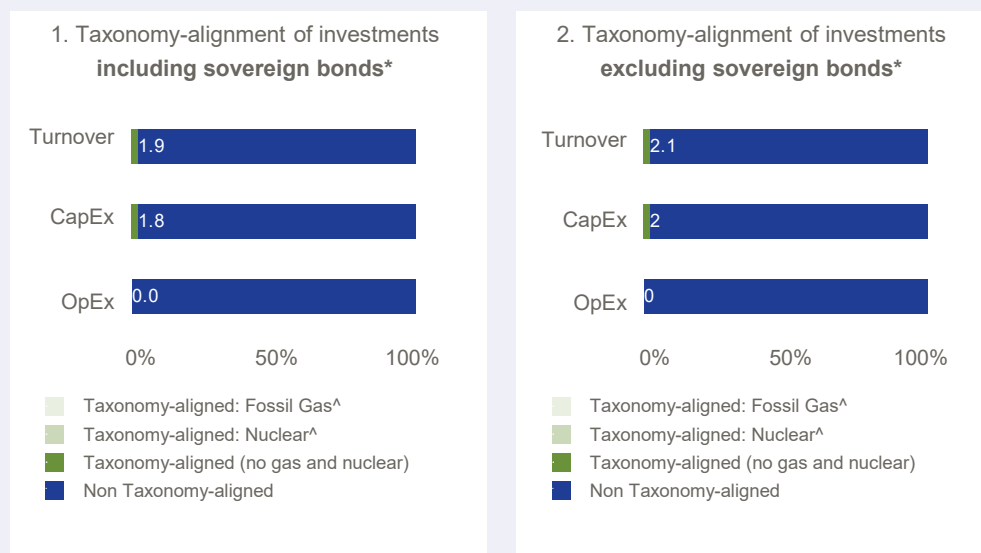 1. Taxonomy-alignment of investments
including sovereign bonds*
Turnover
1.9
CapEx
1.8
OpEx
0.0
0% 50% 100%
Taxonomy-aligned: Fossil Gas^
Taxonomy-aligned: Nuclear^
Taxonomy-aligned (no gas and nuclear)
Non Taxonomy-aligned
2. Taxonomy-alignment of investments
excluding sovereign bonds*
Turnover
2.1
CapEx
2
OpEx
0
0% 50% 100%
Taxonomy-aligned: Fossil Gas^
Taxonomy-aligned: Nuclear^
Taxonomy-aligned (no gas and nuclear)
Non Taxonomy-aligned